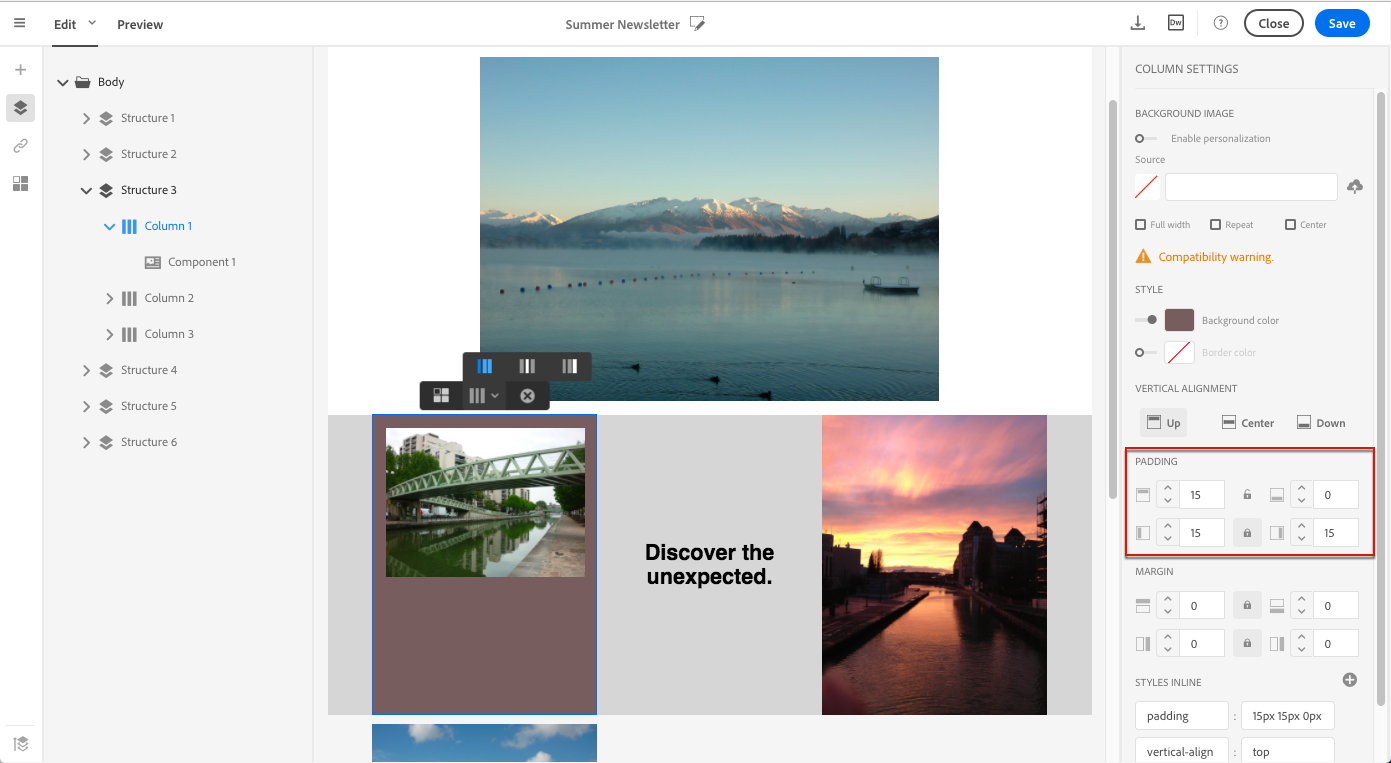 Edit
Preview
Summer Newsletter
Dw
?
Close
Save
Body
Structure 1
Structure 2
Structure 3
Column 1
Component 1
Column 2
Column 3
Structure 4
Structure 5
Structure 6
Discover the
unexpected.
COLUMN SETTINGS
BACKGROUND IMAGE
Enable personalization
Source
Full width Repeat Center
Compatibility warning.
STYLE
Background color
Border color
VERTICAL ALIGNMENT
Up Center Down
PADDING
15 0
15 15
MARGIN
0 0
0 0
STYLES INLINE
padding : 15px 15px 0px
vertical-align : top